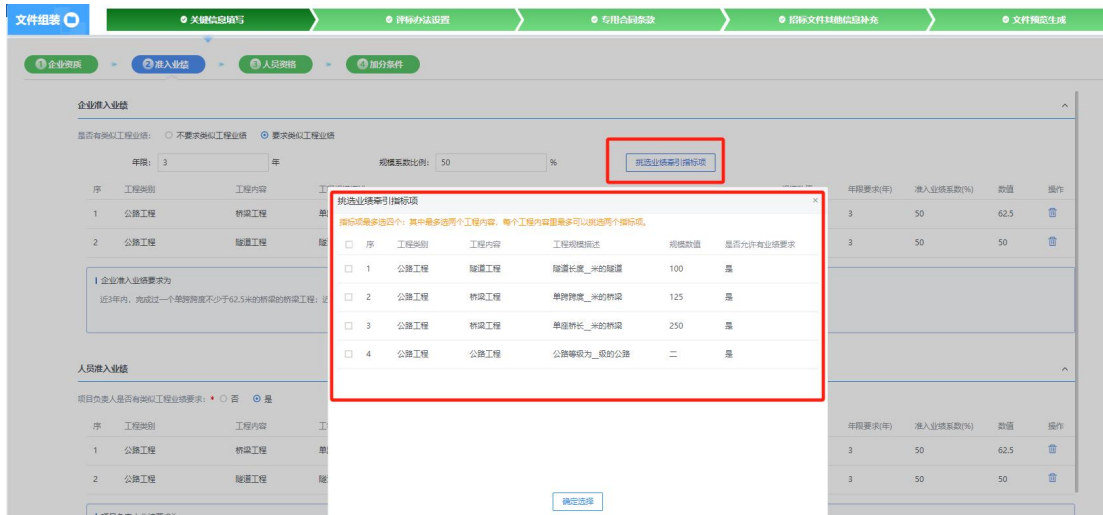 文件组装
关键信息填写
评标办法设置
专用合同条款
招标文件其他信息补充
文件预览生成
1 企业资质
2 准入业绩
3 人员资格
4 加分条件
企业准入业绩
是否有类似工程业绩: 不要求类似工程业绩 要求类似工程业绩
年限: 3 年 规模系数比例: 50 % 挑选业绩牵引指标项
序 工程类别 工程内容 年限要求(年) 准入业绩系数(%) 数值 操作
1 公路工程 桥梁工程 单 3 50 62.5
2 公路工程 隧道工程 隧 3 50 50
企业准入业绩要求为
近3年内，完成过一个单跨跨度不少于62.5米的桥梁的桥梁工程; 近
挑选业绩牵引指标项 ×
指标项最多选四个: 其中最多选两个工程内容，每个工程内容里最多可以挑选两个指标项。
序 工程类别 工程内容 工程规模描述 规模数值 是否允许有业绩要求
1 公路工程 隧道工程 隧道长度__米的隧道 100 是
2 公路工程 桥梁工程 单跨跨度__米的桥梁 125 是
3 公路工程 桥梁工程 单座桥长__米的桥梁 250 是
4 公路工程 公路工程 公路等级为__级的公路 二 是
确定选择
人员准入业绩
项目负责人是否有类似工程业绩要求: * 否 是
序 工程类别 工程内容 工 年限要求(年) 准入业绩系数(%) 数值 操作
1 公路工程 桥梁工程 单 3 50 62.5
2 公路工程 隧道工程 隧 3 50 50